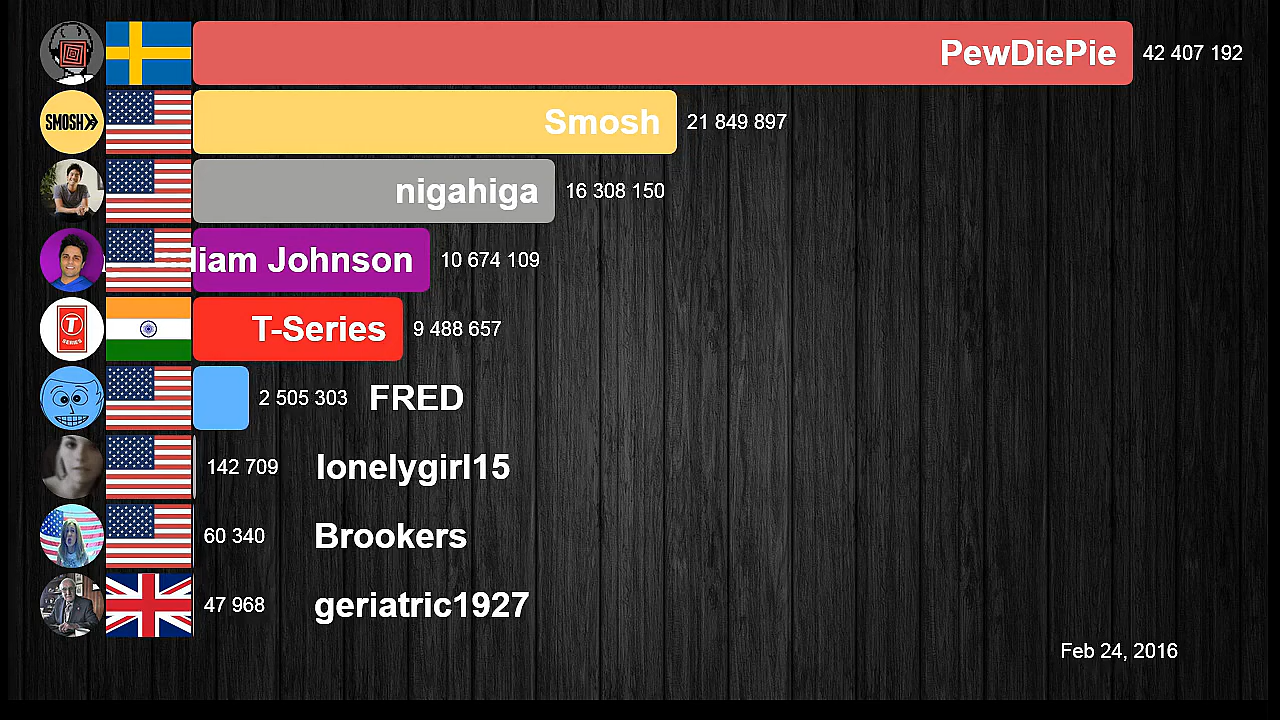 PewDiePie 42 407 192
SMOSH
Smosh 21 849 897
nigahiga 16 308 150
Johnson 10 674 109
T SERIES
T-Series 9 488 657
2 505 303 FRED
142 709 lonelygirl15
60 340 Brookers
47 968 geriatric1927
Feb 24, 2016